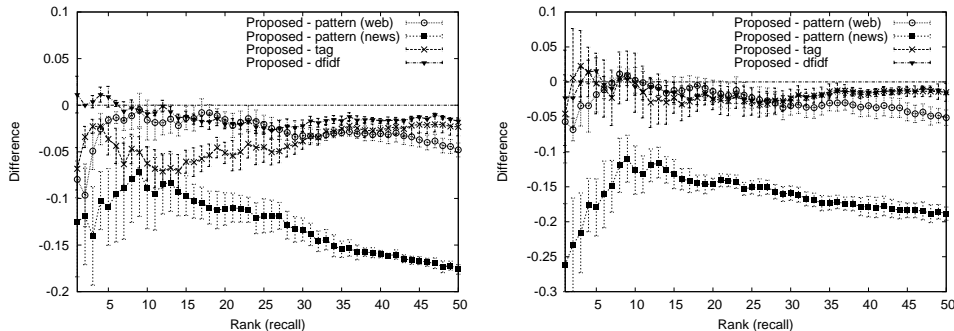 0.1
0.05
0
-0.05
-0.1
-0.15
-0.2
Difference
5 10 15 20 25 30 35 40 45 50
Rank (recall)
Proposed - pattern (web)
Proposed - pattern (news)
Proposed - tag
Proposed - dfidf
0.1
0.05
0
-0.05
-0.1
-0.15
-0.2
-0.25
-0.3
Difference
5 10 15 20 25 30 35 40 45 50
Rank (recall)
Proposed - pattern (web)
Proposed - pattern (news)
Proposed - tag
Proposed - dfidf